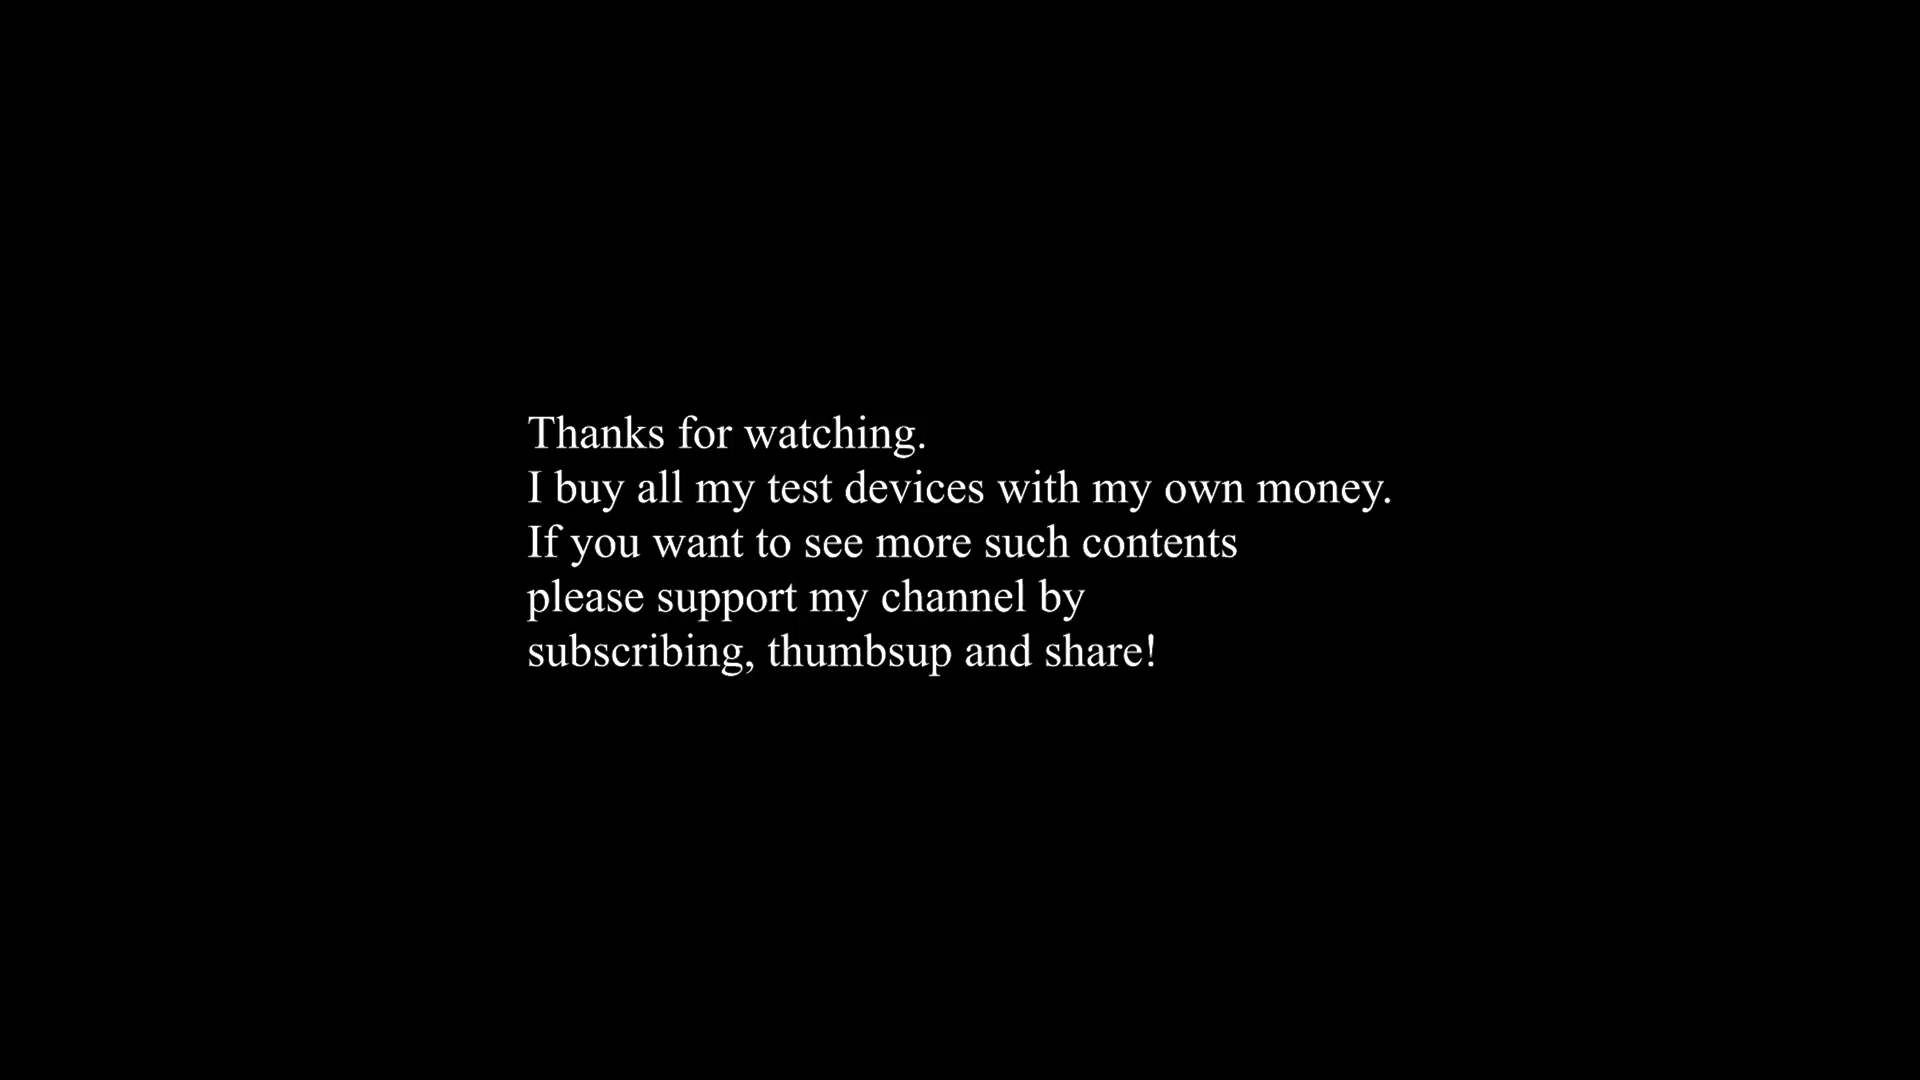 Thanks for watching.
I buy all my test devices with my own money.
If you want to see more such contents
please support my channel by
subscribing, thumbsup and share!